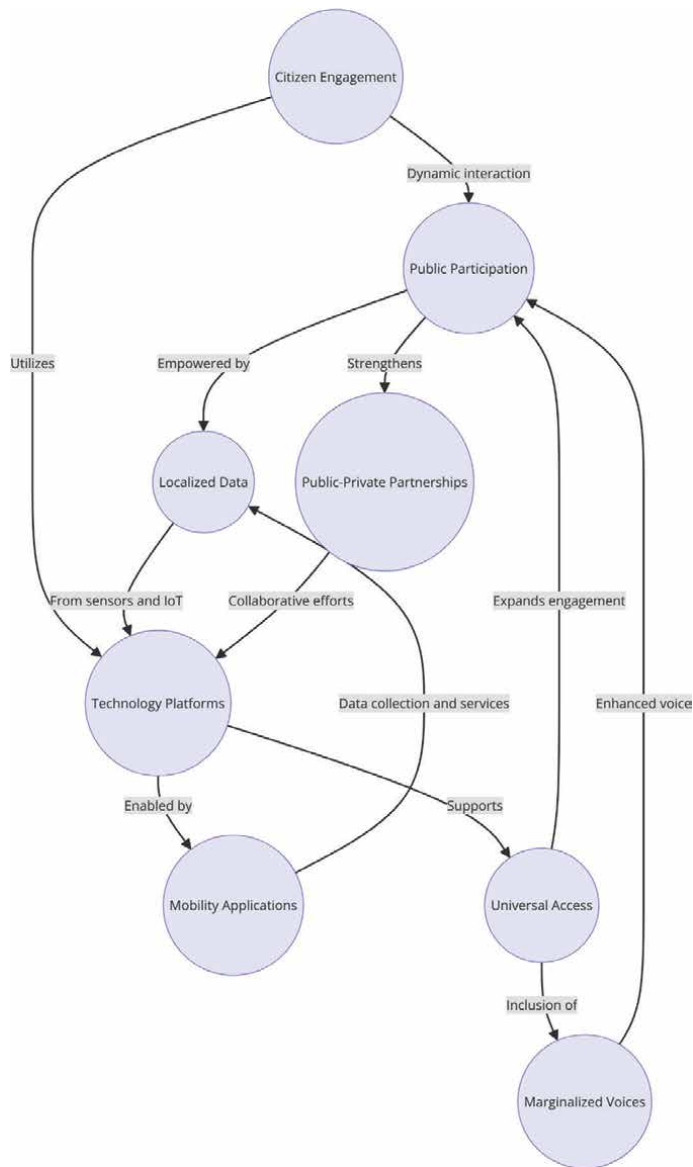 Citizen Engagement
Dynamic interaction
Public Participation
Utilizes
Empowered by
Strengthens
Localized Data
Public-Private Partnerships
From sensors and IoT
Collaborative efforts
Expands engagement
Technology Platforms
Data collection and services
Enhanced voice
Enabled by
Supports
Mobility Applications
Universal Access
Inclusion of
Marginalized Voices